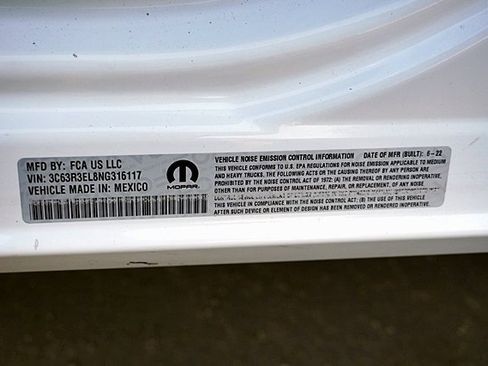 MFD BY: FCA US LLC
VIN: 3C63R3EL8NG316117
VEHICLE MADE IN: MEXICO
MOPAR
VEHICLE NOISE EMISSION CONTROL INFORMATION DATE OF MFR (BUILT): 6-22
THIS VEHICLE CONFORMS TO U.S. EPA REGULATIONS FOR NOISE EMISSION APPLICABLE TO MEDIUM
AND HEAVY TRUCKS. THE FOLLOWING ACTS OR THE CAUSING THEREOF BY ANY PERSON ARE
PROHIBITED BY THE NOISE CONTROL ACT OF 1972: (A) THE REMOVAL OR RENDERING INOPERATIVE,
OTHER THAN FOR PURPOSES OF MAINTENANCE, REPAIR, OR REPLACEMENT, OF ANY
THIS VEHICLE IN COMPLIANCE WITH THE NOISE CONTROL ACT; (B) THE USE OF THIS VEHICLE
AFTER SUCH DEVICE OR ELEMENT OF DESIGN HAS BEEN REMOVED OR RENDERED INOPERATIVE.